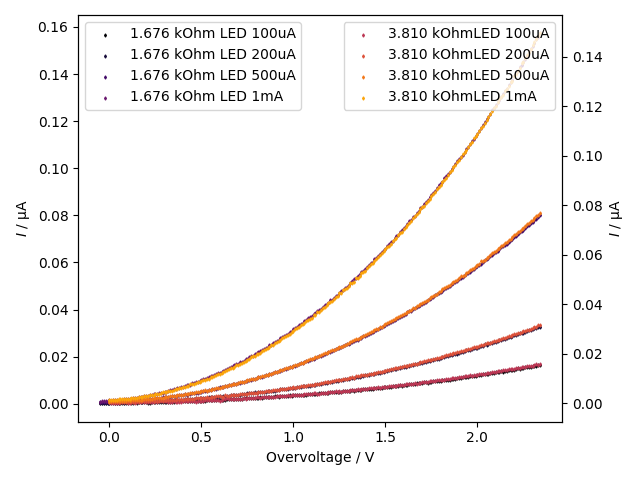 1.676 kOhm LED 100uA
1.676 kOhm LED 200uA
1.676 kOhm LED 500uA
1.676 kOhm LED 1mA
3.810 kOhmLED 100uA
3.810 kOhmLED 200uA
3.810 kOhmLED 500uA
3.810 kOhmLED 1mA
0.16
0.14
0.12
0.10
0.08
0.06
0.04
0.02
0.00
I / μA
0.14
0.12
0.10
0.08
0.06
0.04
0.02
0.00
I / μA
0.0 0.5 1.0 1.5 2.0
Overvoltage / V